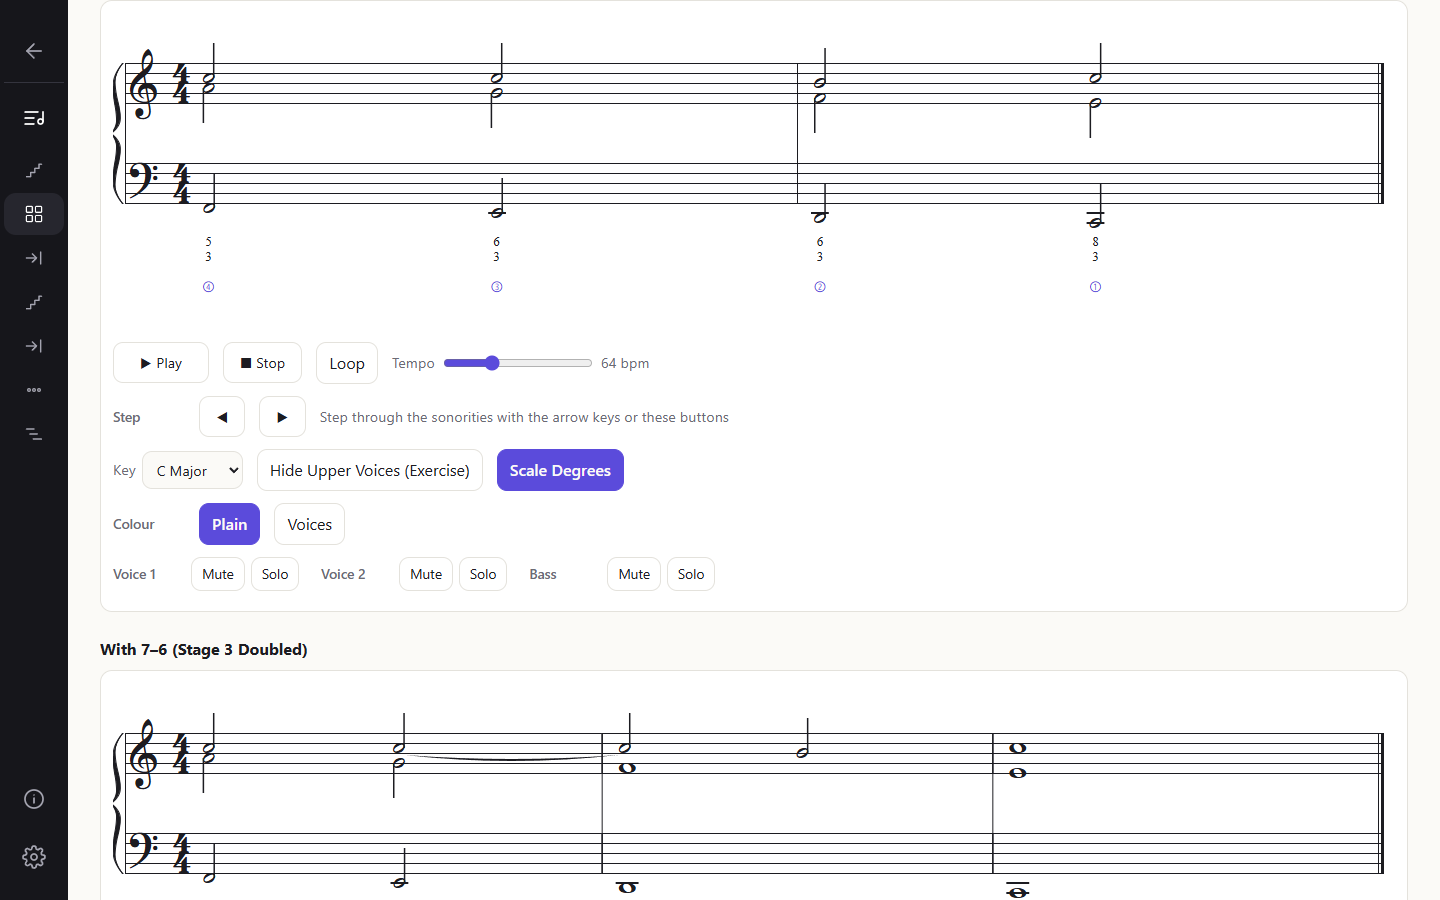 4 4
4 4
5 6 6 8
3 3 3 3
④ ③ ② ①
▶ Play ■ Stop Loop Tempo 64 bpm
Step ◀ ▶ Step through the sonorities with the arrow keys or these buttons
Key C Major Hide Upper Voices (Exercise) Scale Degrees
Colour Plain Voices
Voice 1 Mute Solo Voice 2 Mute Solo Bass Mute Solo
With 7–6 (Stage 3 Doubled)
4 4
4 4